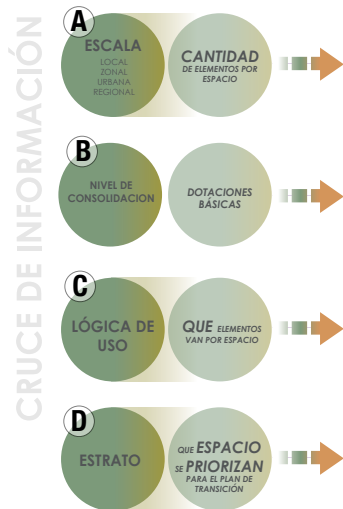 CRUCE DE INFORMACIÓN
A
ESCALA
LOCAL
ZONAL
URBANA
REGIONAL
CANTIDAD
DE ELEMENTOS POR
ESPACIO
B
NIVEL DE
CONSOLIDACION
DOTACIONES
BÁSICAS
C
LÓGICA DE
USO
QUE ELEMENTOS
VAN POR ESPACIO
D
ESTRATO
QUE ESPACIO
SE PRIORIZAN
PARA EL PLAN DE
TRANSICIÓN